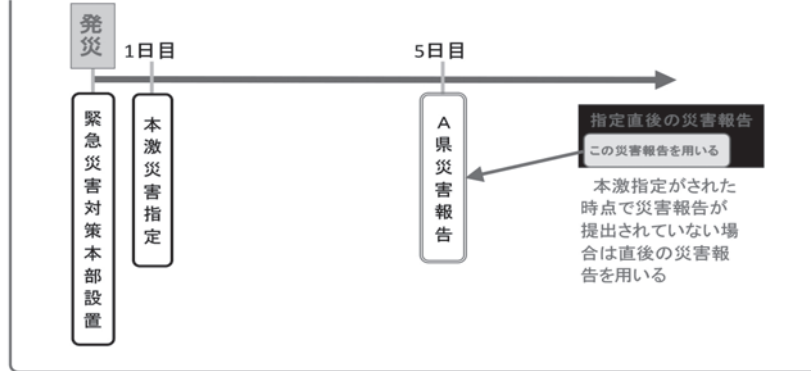 発災
1日目
5日目
緊急災害対策本部設置
本激災害指定
A県災害報告
指定直後の災害報告
この災害報告を用いる
本激指定がされた
時点で災害報告が
提出されていない場
合は直後の災害報
告を用いる